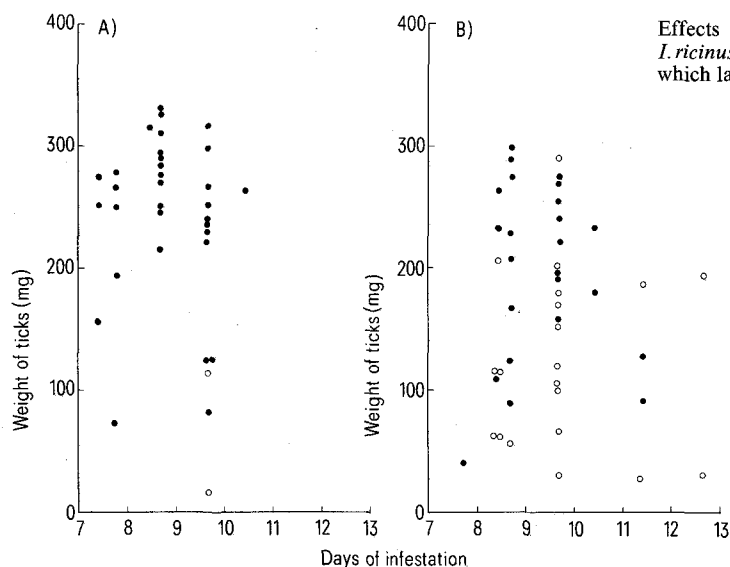 A)
Weight of ticks (mg)
400
300
200
100
0
7 8 9 10 11 12 13
B)
Weight of ticks (mg)
400
300
200
100
0
7 8 9 10 11 12 13
Days of infestation
Effects
I. ricinus
which la